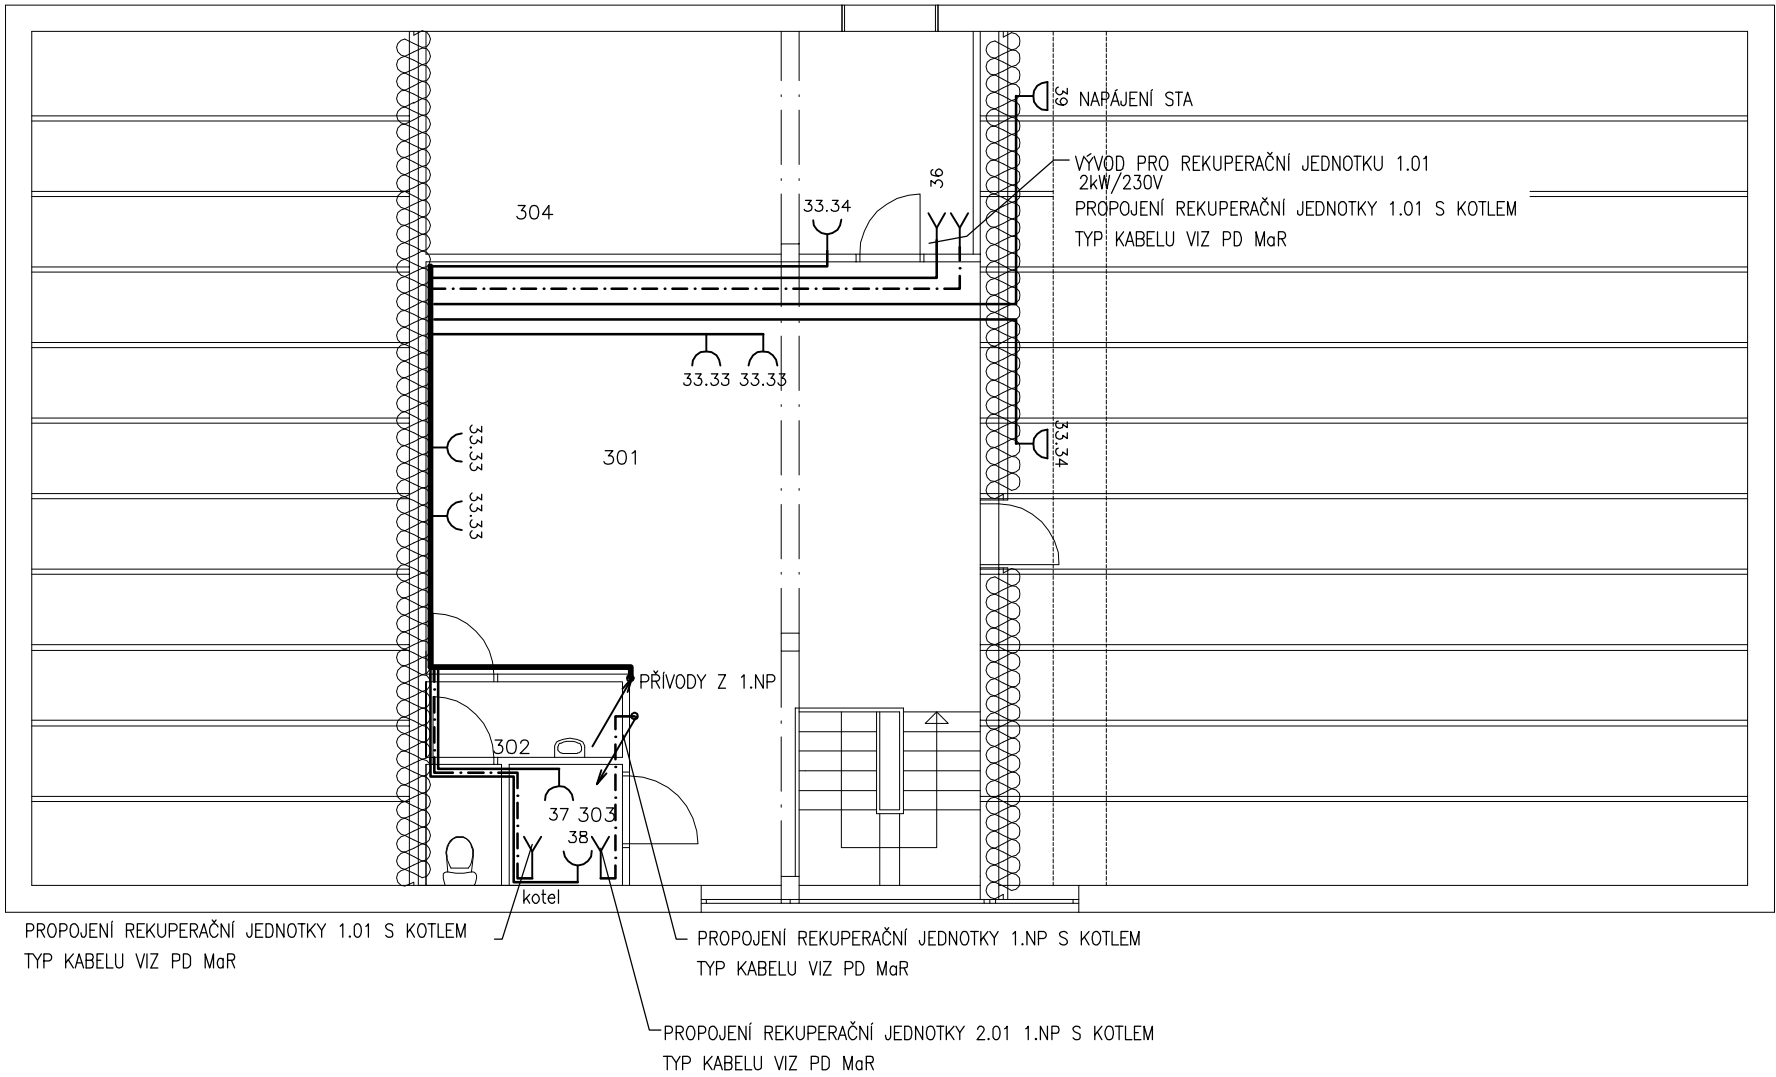 39
NAPÁJENÍ STA
VÝVOD PRO REKUPERAČNÍ JEDNOTKU 1.01
2kW/230V
PROPOJENÍ REKUPERAČNÍ JEDNOTKY 1.01 S KOTLEM
TYP KABELU VIZ PD MaR
36
304
33.34
33.33
33.33
33.33
33.34
301
33.33
PŘÍVODY Z 1.NP
302
37
303
38
kotel
PROPOJENÍ REKUPERAČNÍ JEDNOTKY 1.01 S KOTLEM
TYP KABELU VIZ PD MaR
PROPOJENÍ REKUPERAČNÍ JEDNOTKY 1.NP S KOTLEM
TYP KABELU VIZ PD MaR
PROPOJENÍ REKUPERAČNÍ JEDNOTKY 2.01 1.NP S KOTLEM
TYP KABELU VIZ PD MaR